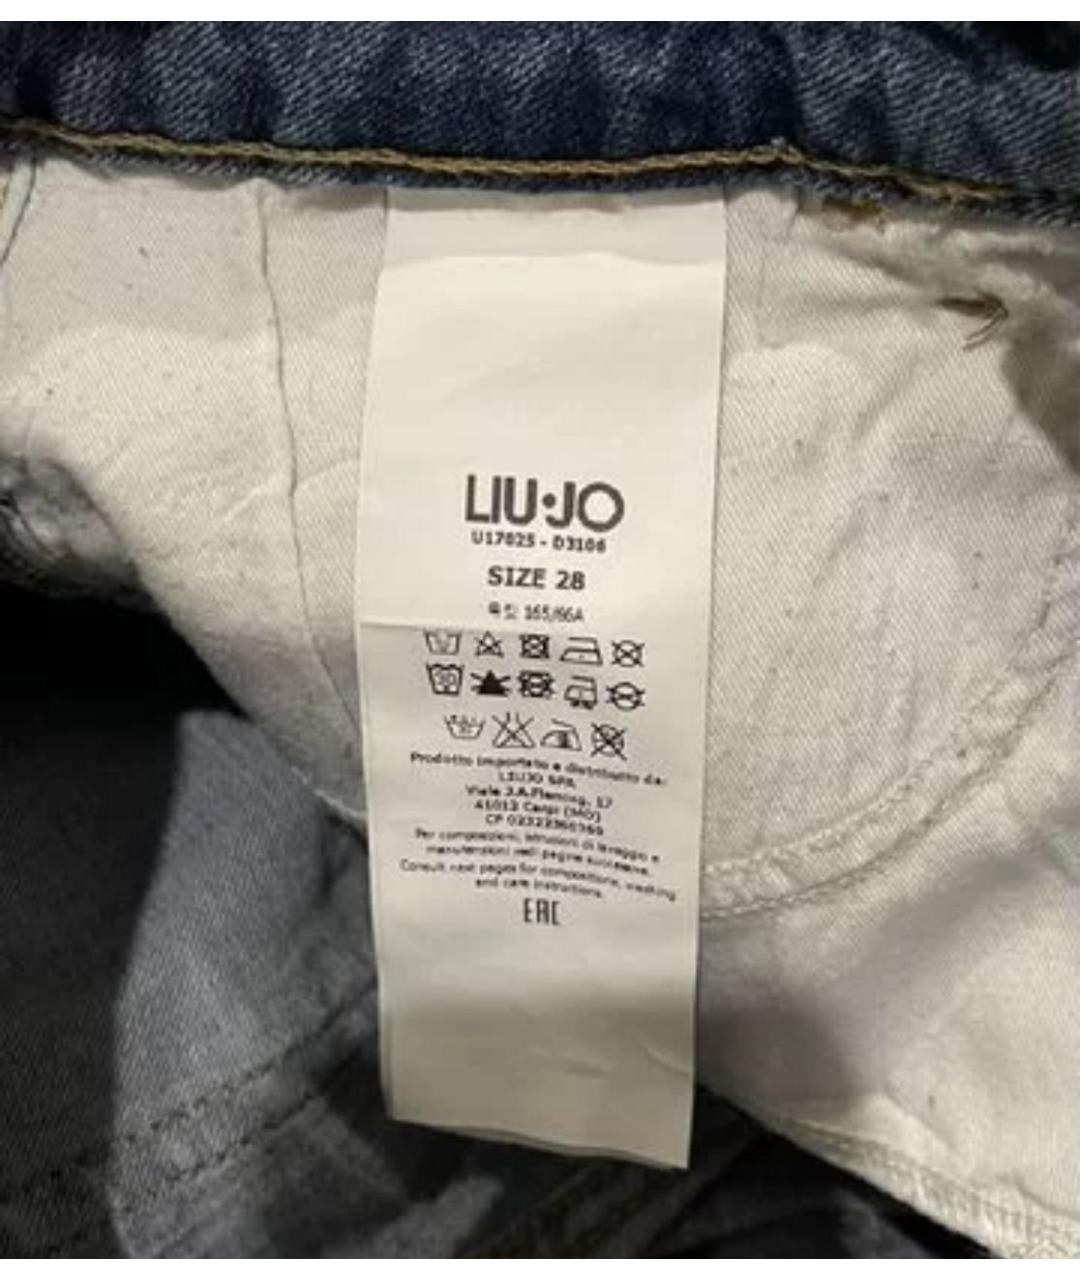 LIU·JO
U17025 - D3106
SIZE 28
165/66A
30
Prodotto importato e distribuito da:
LIUJO SPA
Viale J.A.Fleming, 17
41012 Carpi (MO)
CF
Per composizioni, istruzioni di lavaggio e
manutenzioni vedi pagine successive.
Consult next pages for compositions, washing
and care instructions.
EAC